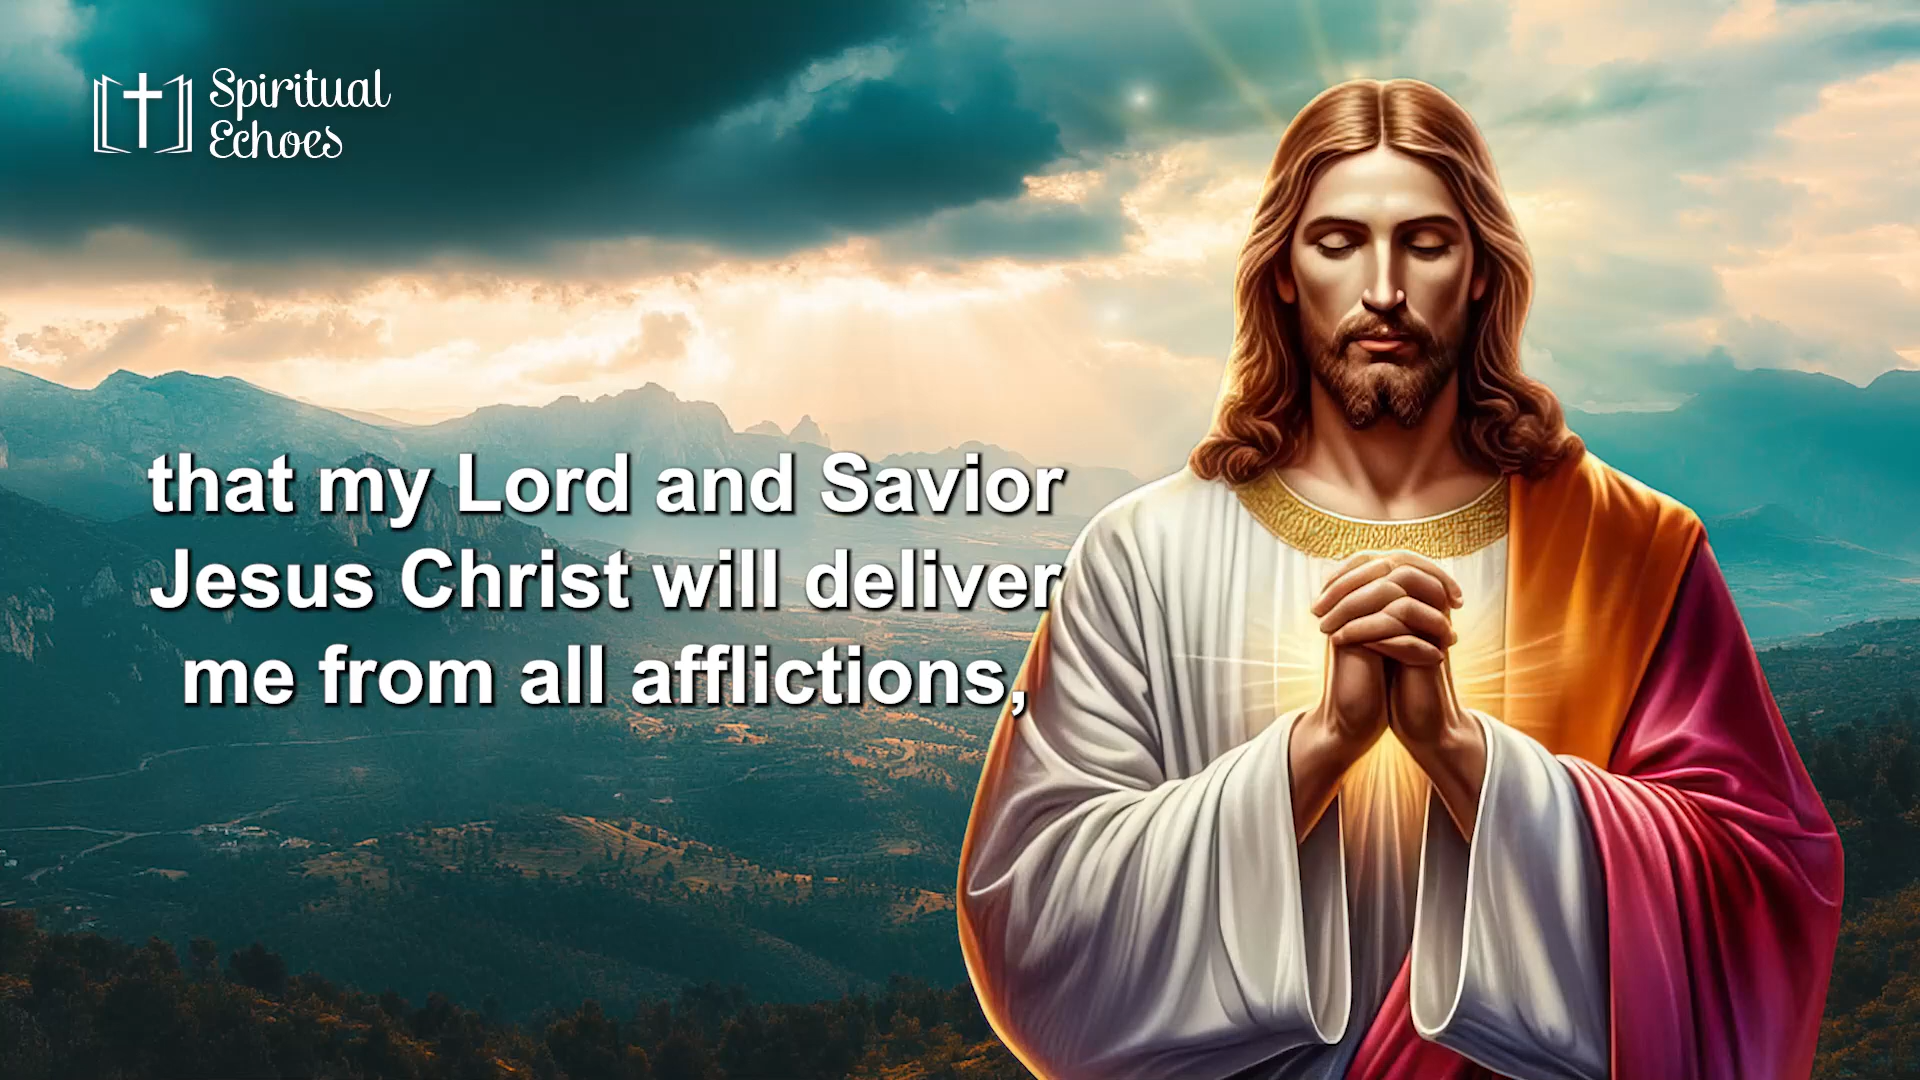 Spiritual
Echoes
that my Lord and Savior
Jesus Christ will deliver
me from all afflictions,